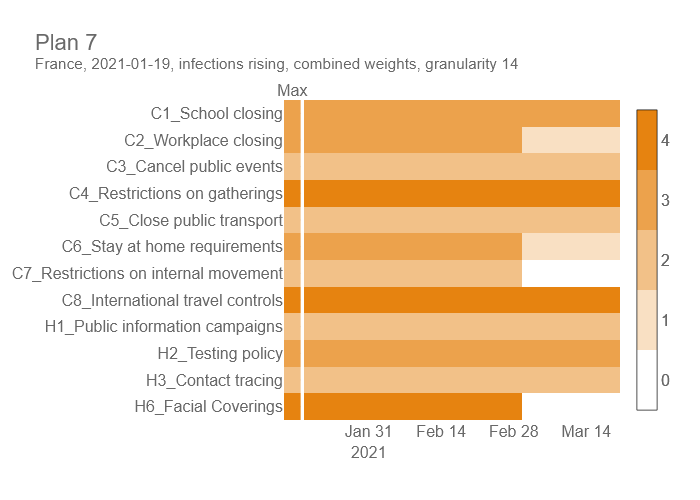 Plan 7
France, 2021-01-19, infections rising, combined weights, granularity 14
Max
C1_School closing
C2_Workplace closing
C3_Cancel public events
C4_Restrictions on gatherings
C5_Close public transport
C6_Stay at home requirements
C7_Restrictions on internal movement
C8_International travel controls
H1_Public information campaigns
H2_Testing policy
H3_Contact tracing
H6_Facial Coverings
Jan 31 Feb 14 Feb 28 Mar 14
2021
4
3
2
1
0